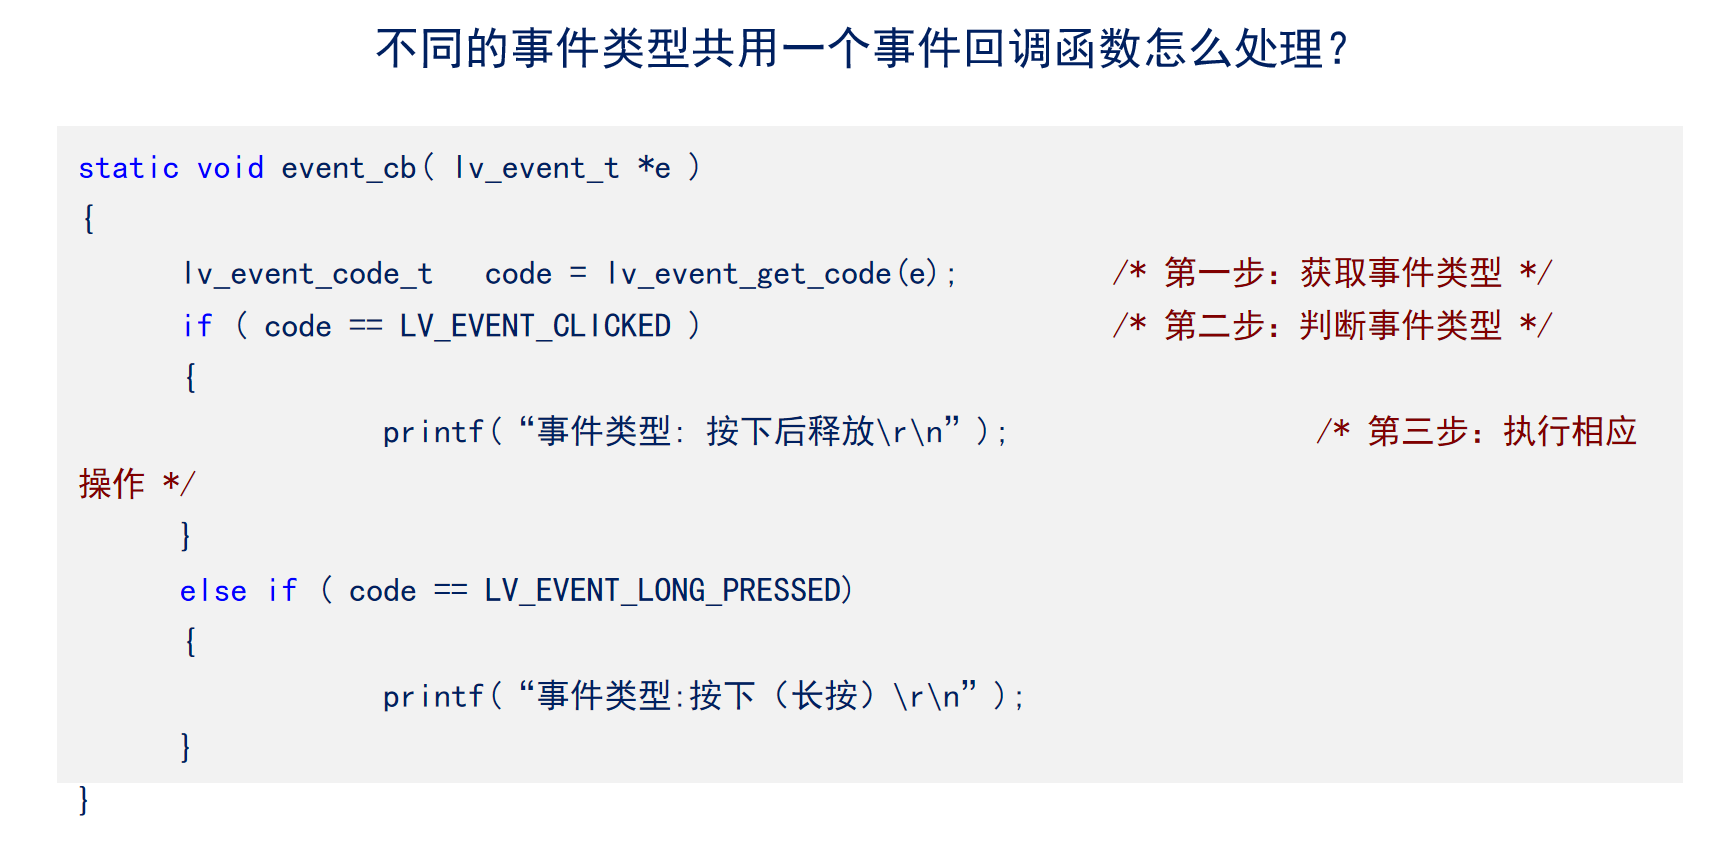 不同的事件类型共用一个事件回调函数怎么处理？
static void event_cb( lv_event_t *e )
{
lv_event_code_t code = lv_event_get_code(e); /* 第一步：获取事件类型 */
if ( code == LV_EVENT_CLICKED ) /* 第二步：判断事件类型 */
{
printf( “事件类型: 按下后释放\r\n” ); /* 第三步：执行相应
操作 */
}
else if ( code == LV_EVENT_LONG_PRESSED)
{
printf( “事件类型:按下（长按）\r\n” );
}
}